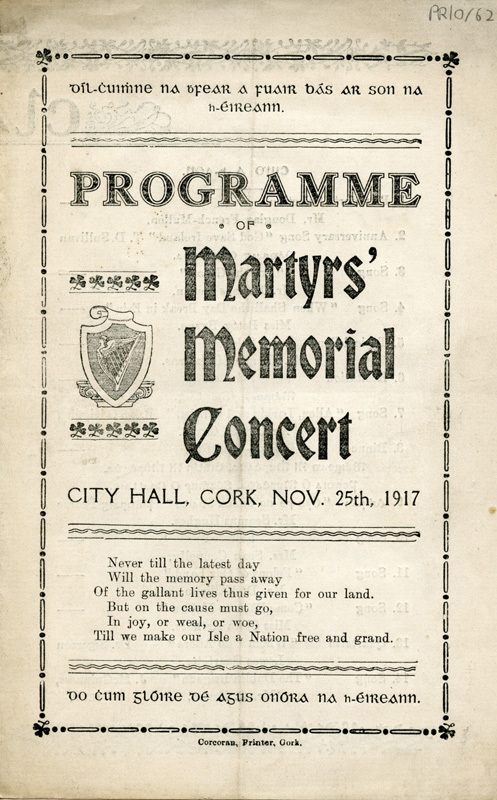 PR/O/62
Díl-ċuiṁne na ḃfear a fuair bás ar son na
h-Éireann.
PROGRAMME
OF
Martyrs'
Memorial
Concert
CITY HALL, CORK, NOV. 25th, 1917
Never till the latest day
Will the memory pass away
Of the gallant lives thus given for our land.
But on the cause must go,
In joy, or weal, or woe,
Till we make our Isle a Nation free and grand.
Do ċum glóire Dé agus onóra na h-Éireann.
Corcoran, Printer, Cork.